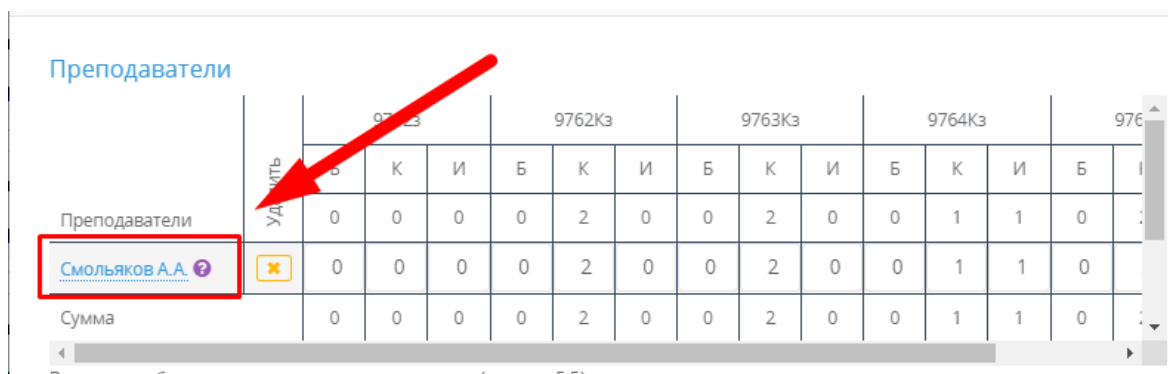 Преподаватели
9762Кз 9763Кз 9764Кз
Удалить
К И Б К И Б К И Б К И Б
Преподаватели 0 0 0 0 2 0 0 2 0 0 1 1 0
Смольяков А.А. ? 0 0 0 0 2 0 0 2 0 0 1 1 0
Сумма 0 0 0 0 2 0 0 2 0 0 1 1 0